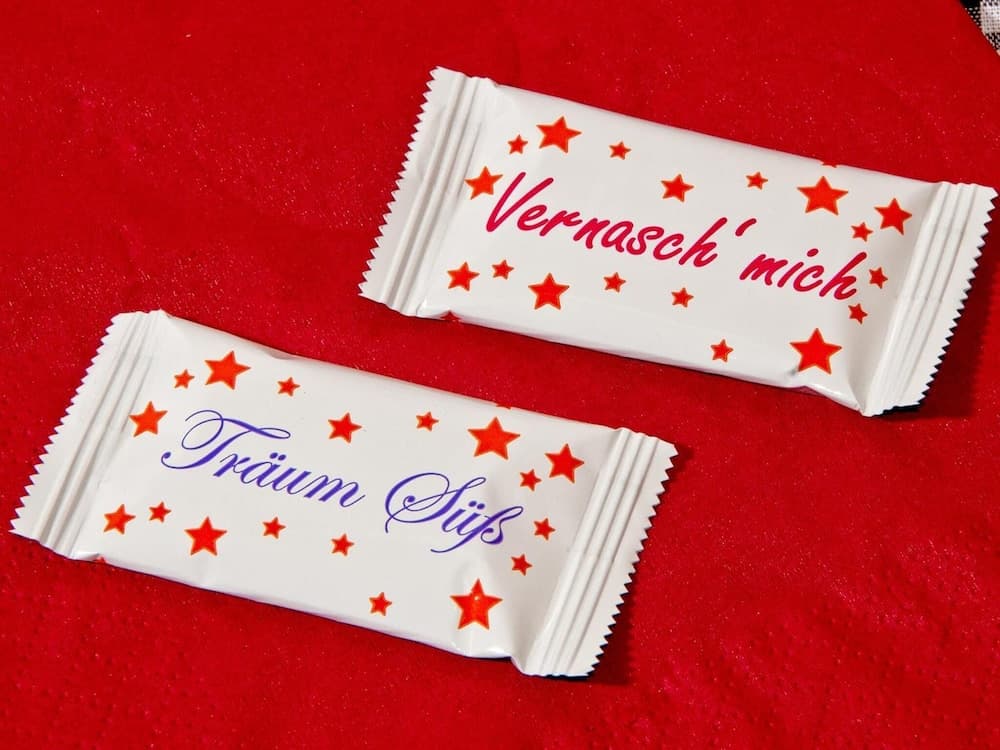 Vernasch' mich
Träum Süß